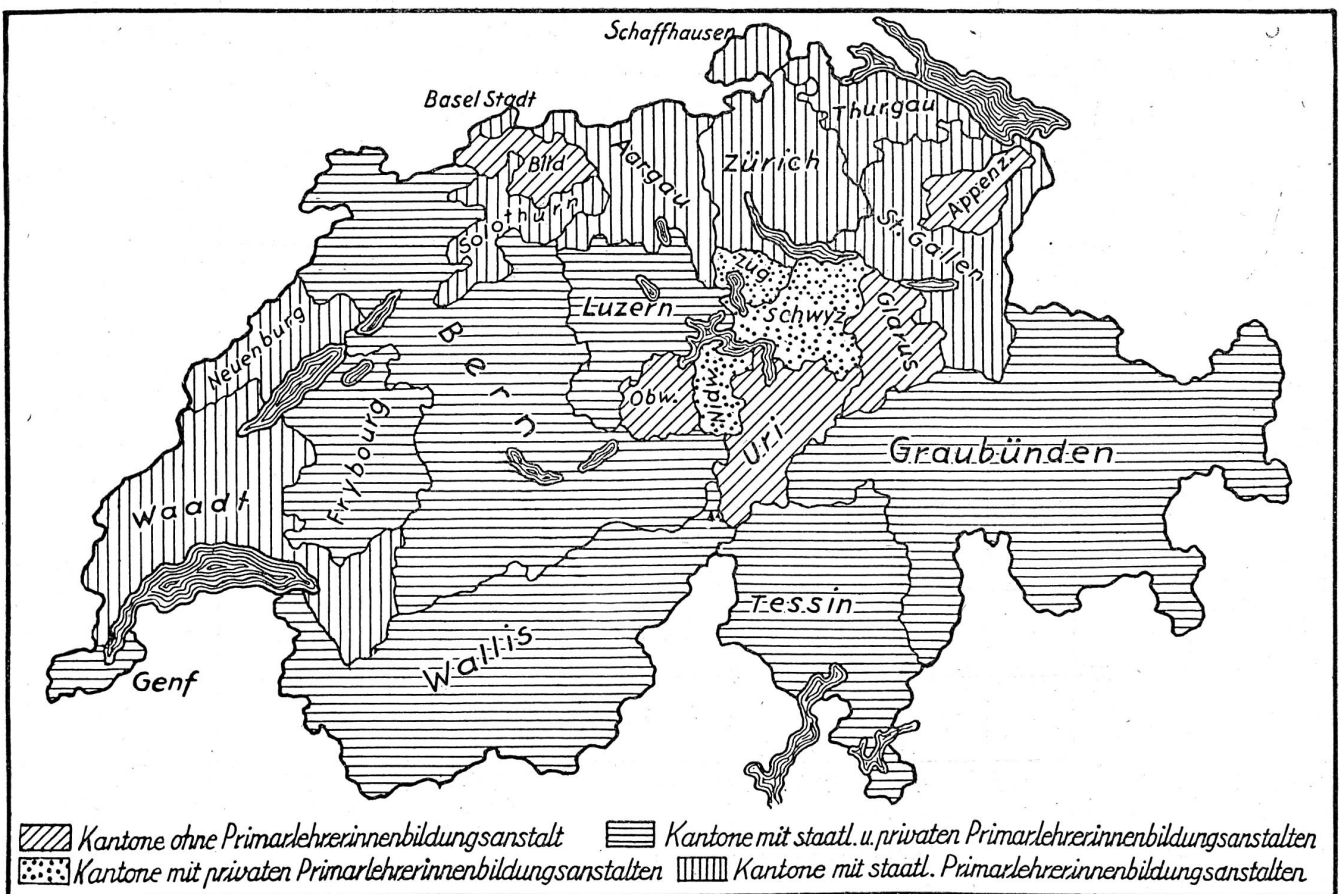 Schaffhausen
Basel Stadt
Thurgau
Aargau
Zürich
Blld
Appenz.
Solothurn
St. Gallen
Zug
Luzern
Schwyz
Glarus
Neuenburg
Bern
Obw.
Nidw.
Uri
Frybourg
Graubünden
Waadt
Tessin
Wallis
Genf
Kantone ohne Primarlehrerinnenbildungsanstalt
Kantone mit staatl. u. privaten Primarlehrerinnenbildungsanstalten
Kantone mit privaten Primarlehrerinnenbildungsanstalten
Kantone mit staatl. Primarlehrerinnenbildungsanstalten